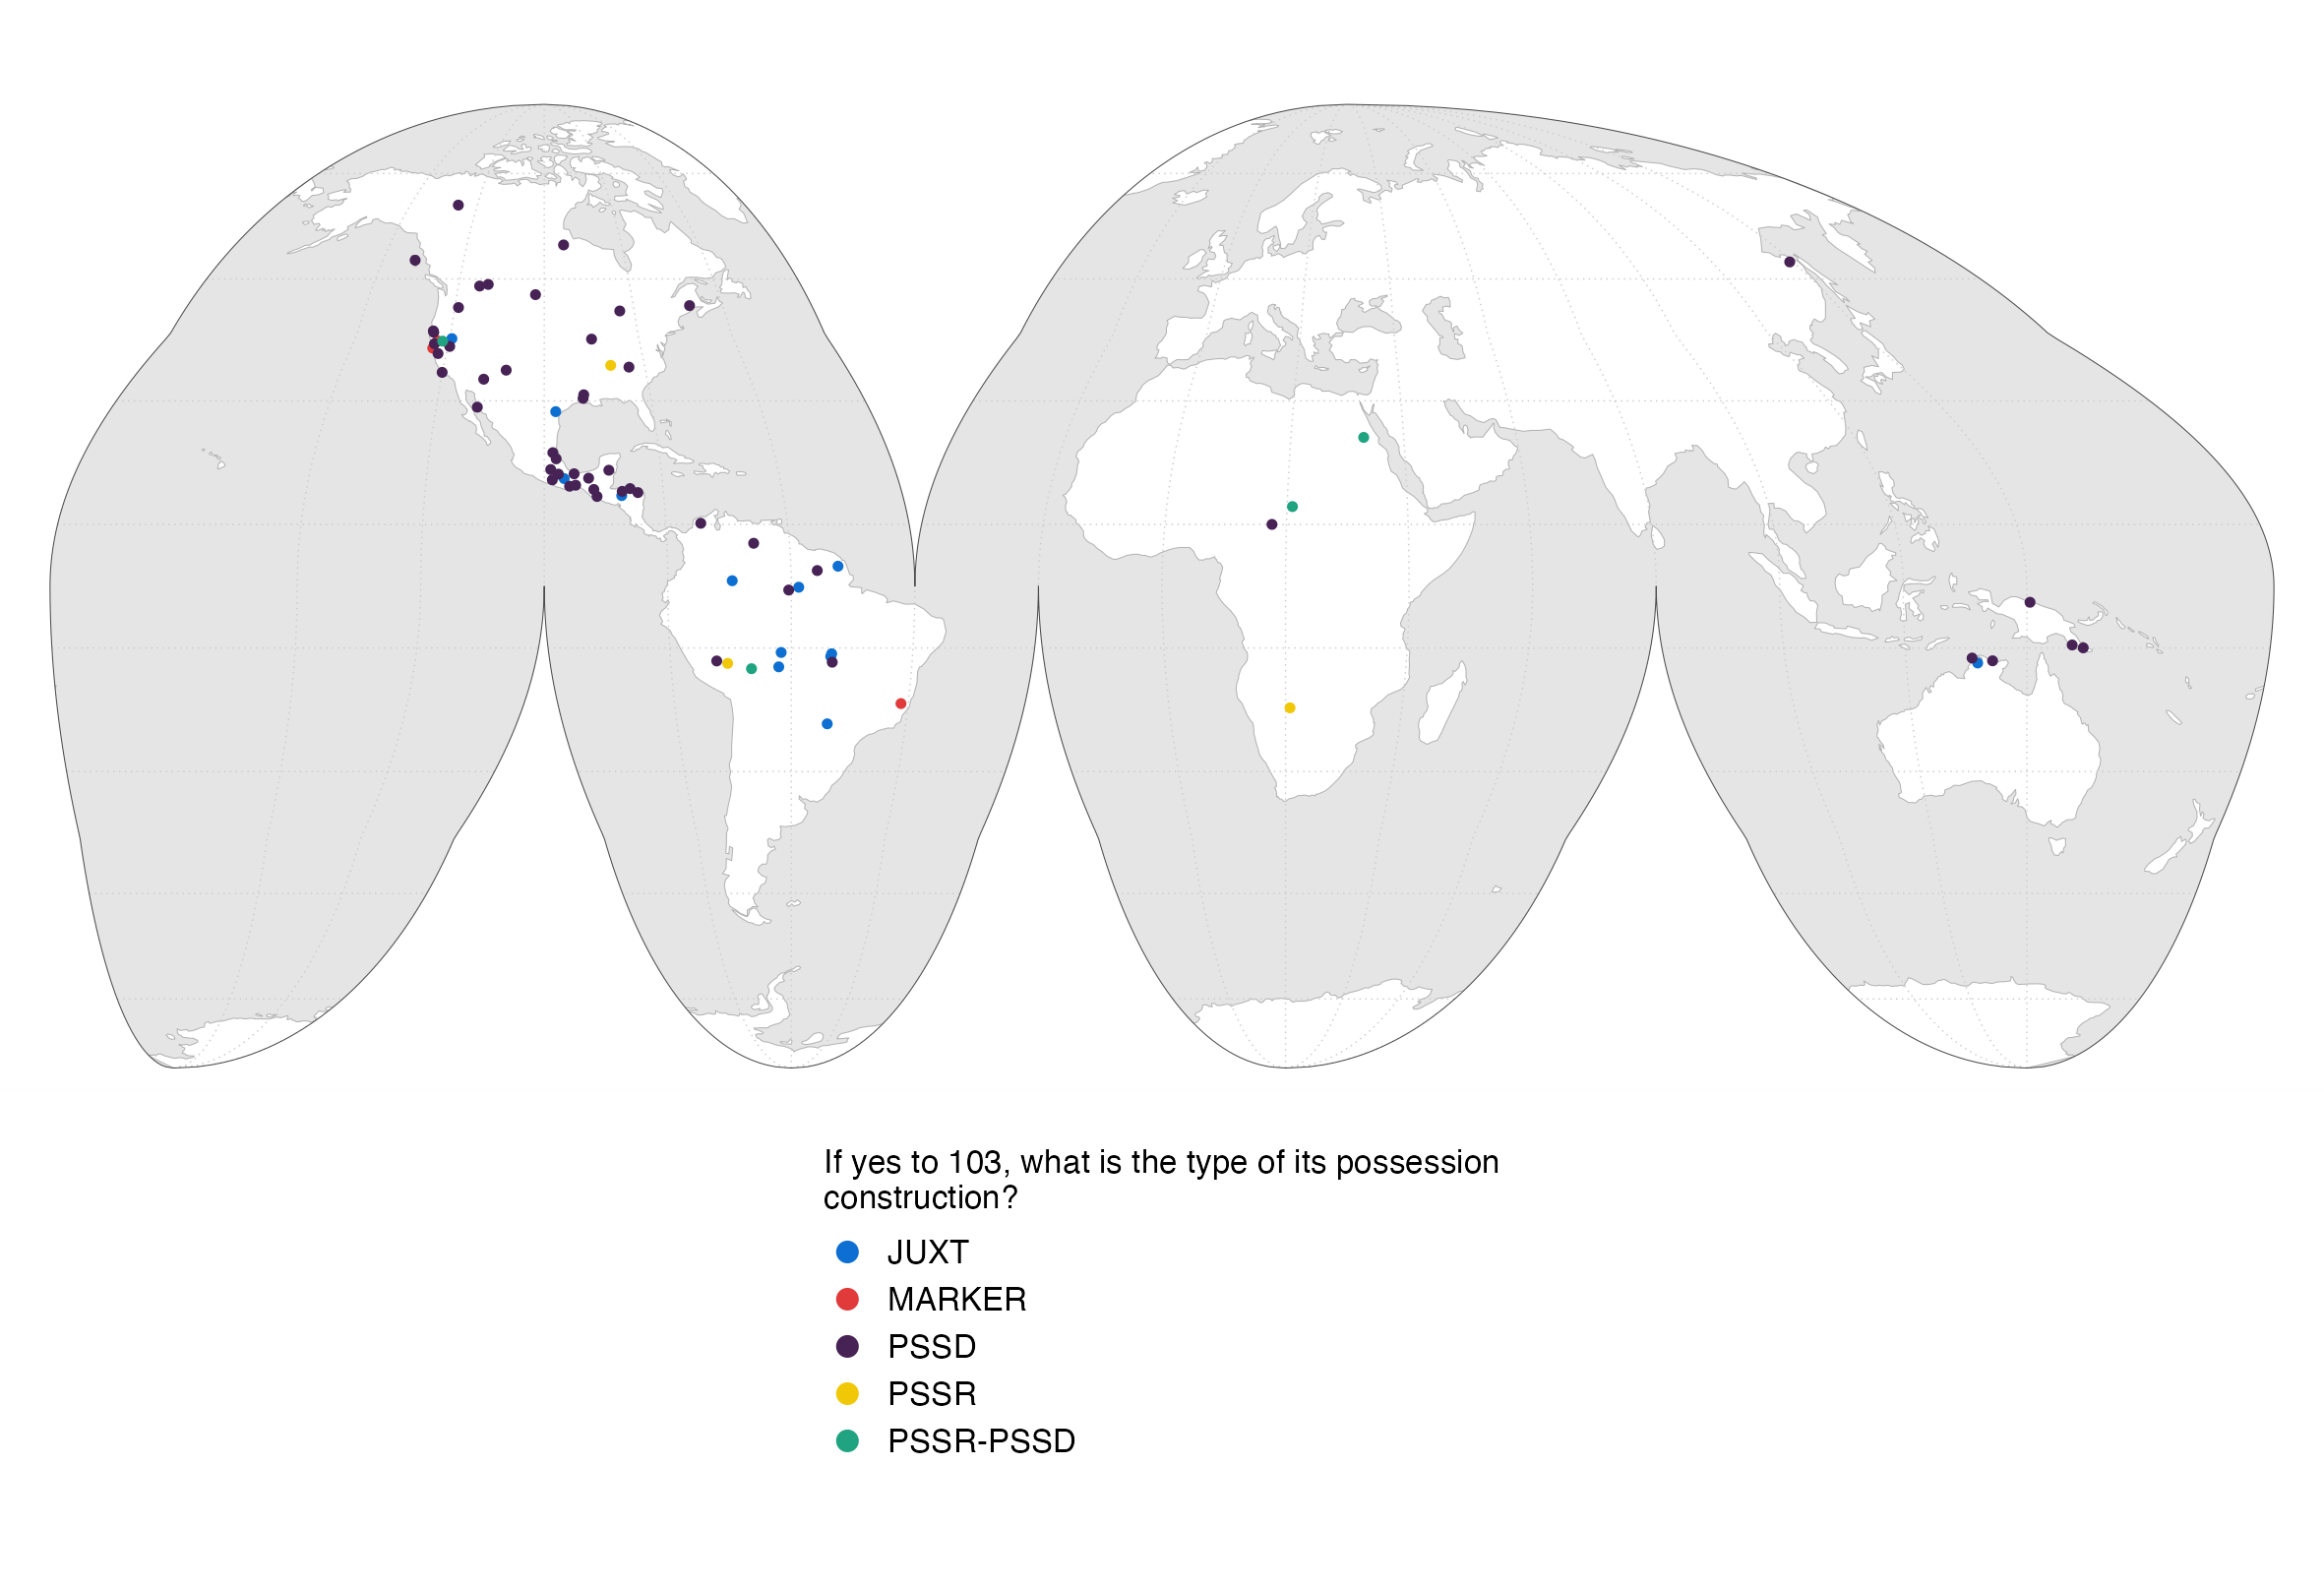 If yes to 103, what is the type of its possession
construction?
JUXT
MARKER
PSSD
PSSR
PSSR-PSSD